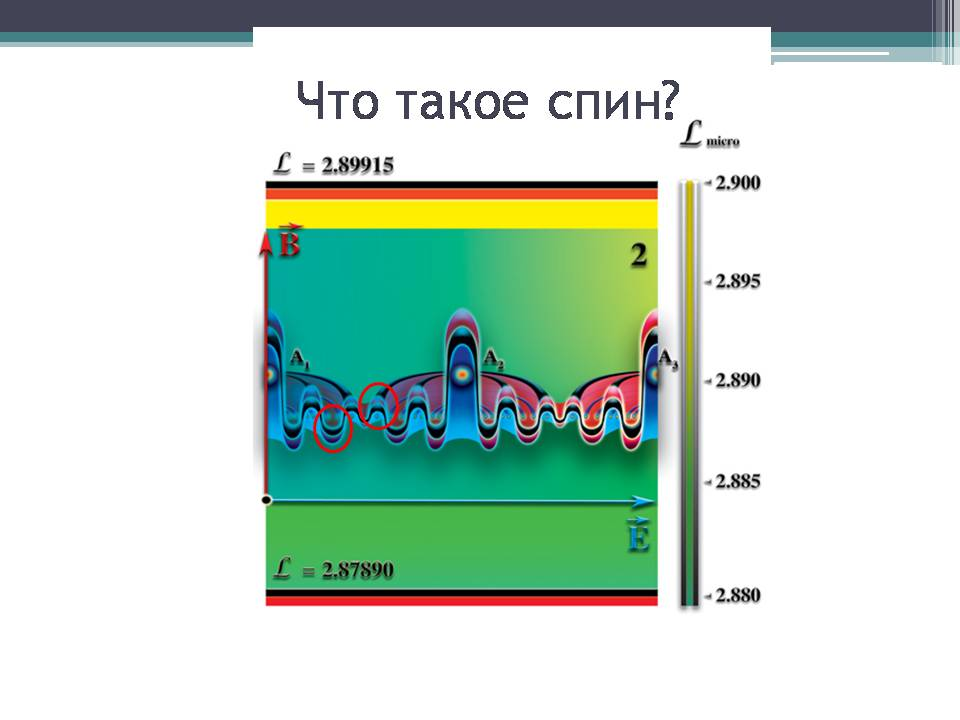 Что такое спин?
ℒ micro
ℒ = 2.89915
2.900
B
2
2.895
A1
A2
A3
2.890
2.885
E
ℒ = 2.87890
2.880